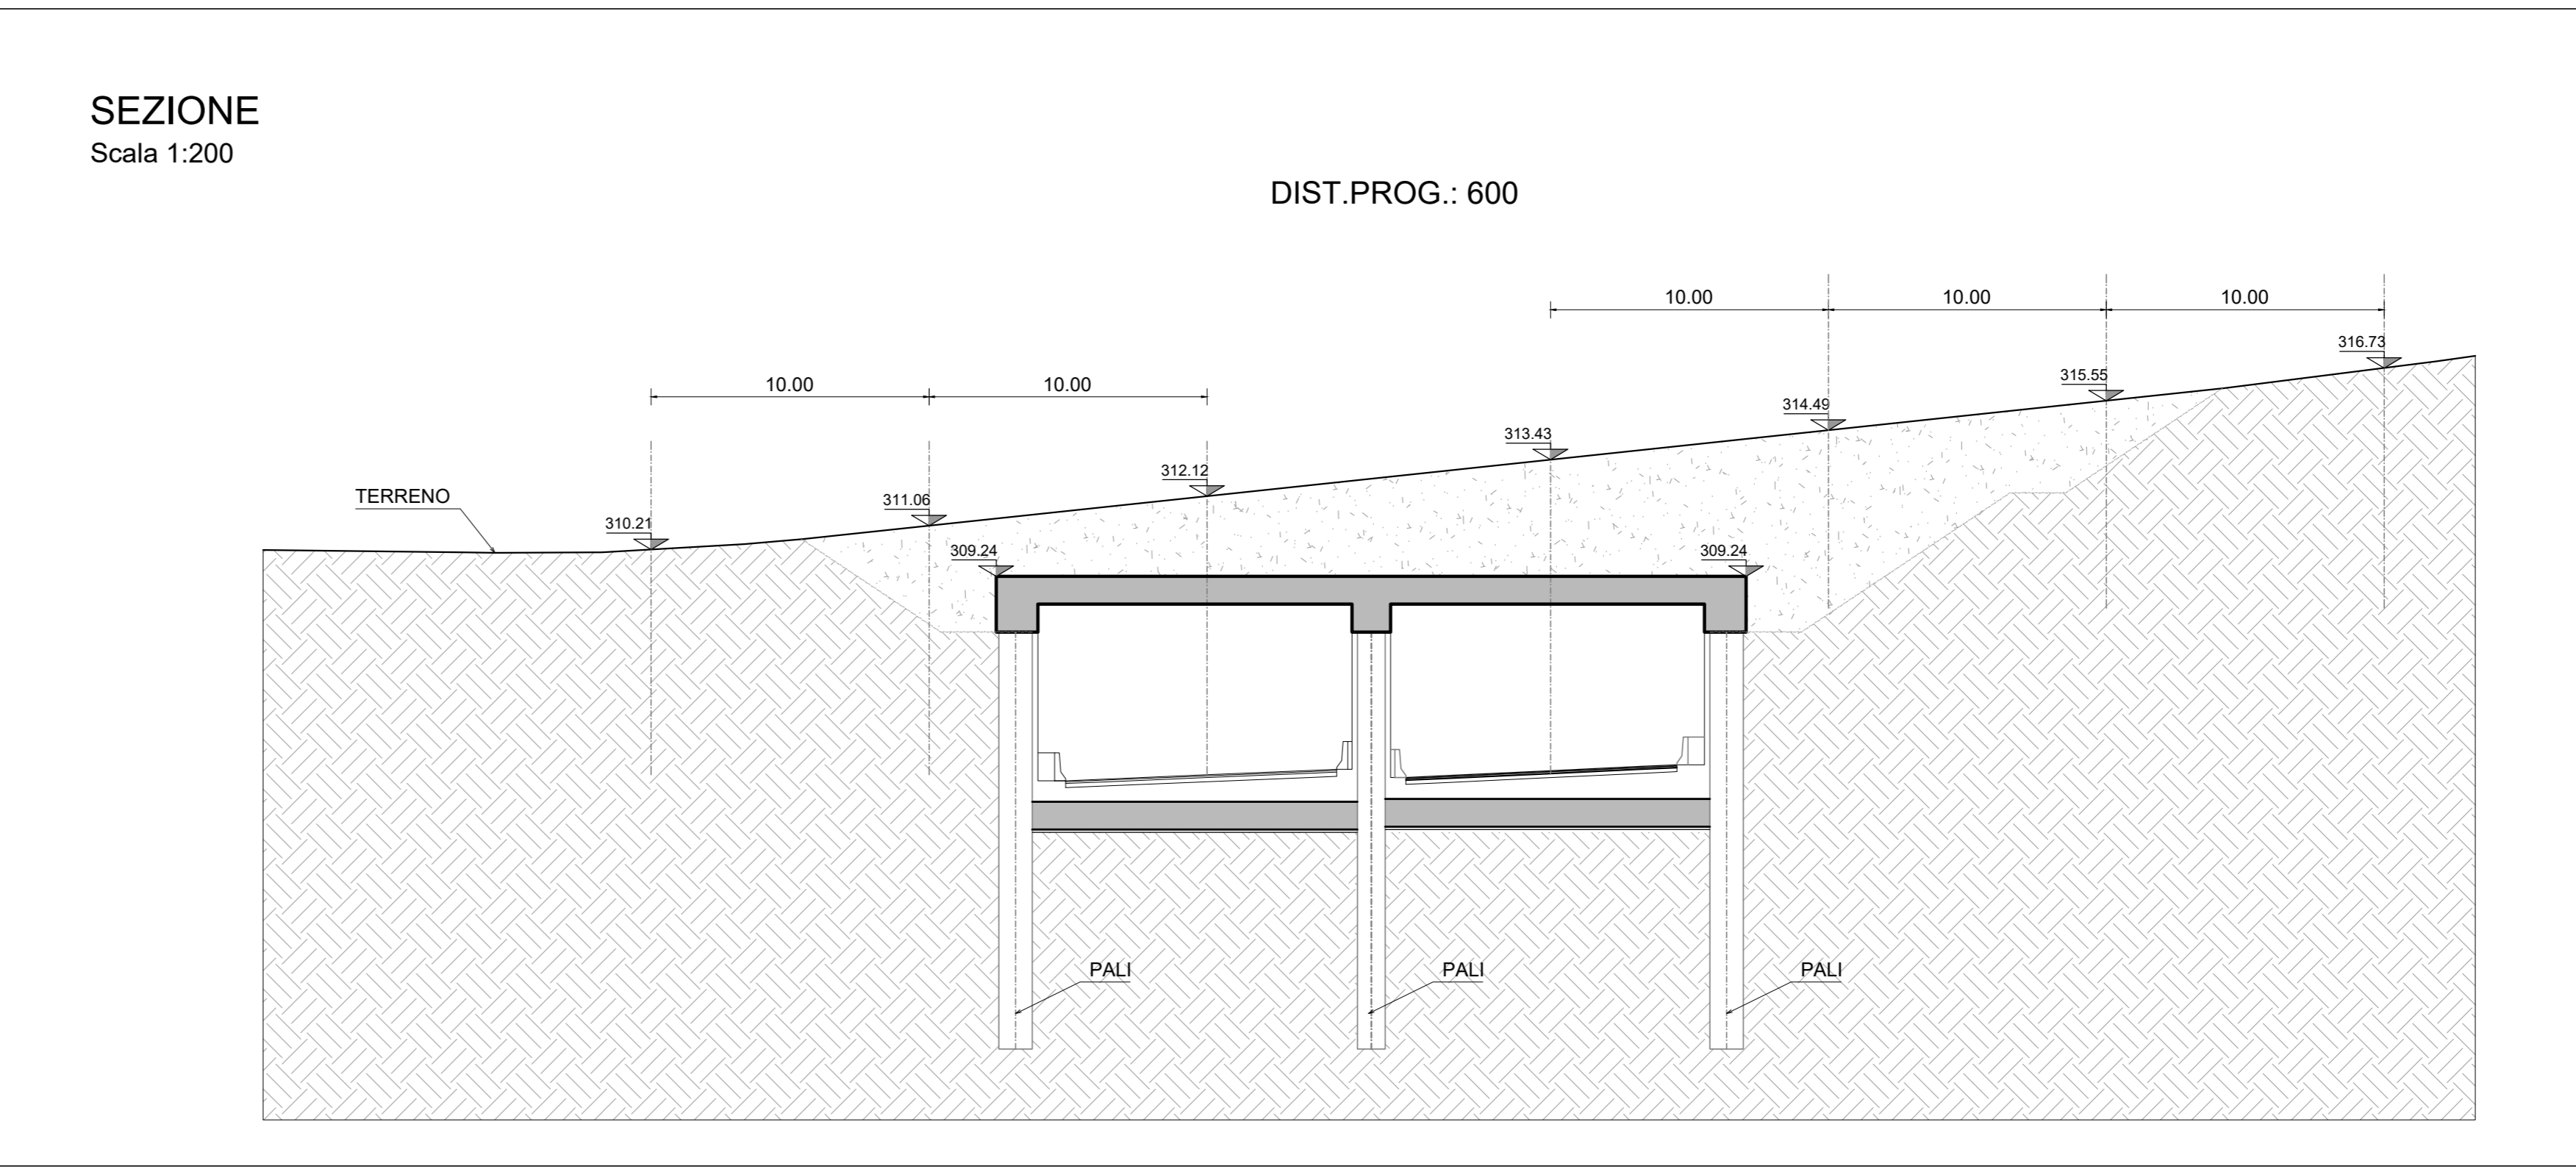 SEZIONE
Scala 1:200
DIST.PROG.: 600
10.00
10.00
10.00
316.73
315.55
10.00
10.00
314.49
313.43
312.12
TERRENO
311.06
310.21
309.24
309.24
PALI
PALI
PALI